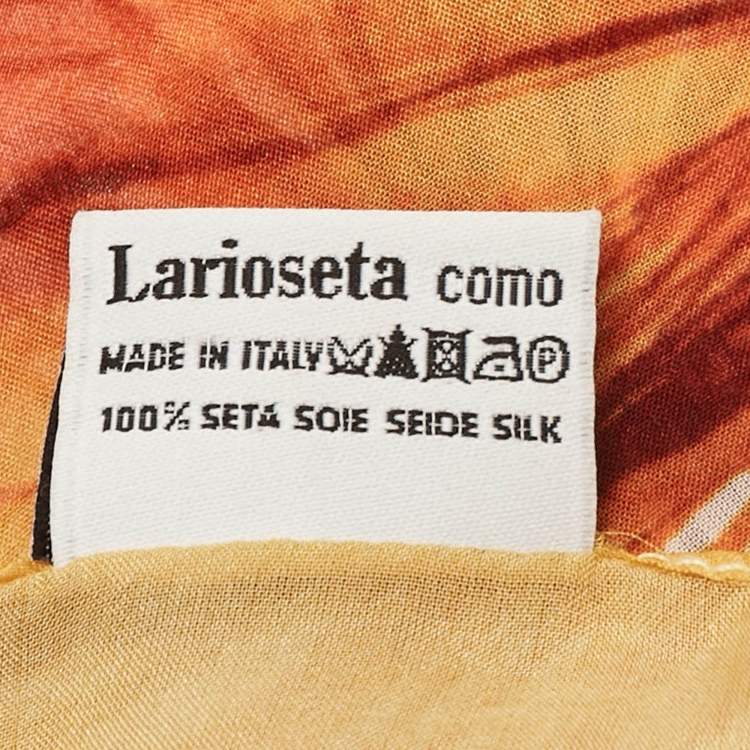 Larioseta como
MADE IN ITALY P
100% SETA SOIE SEIDE SILK